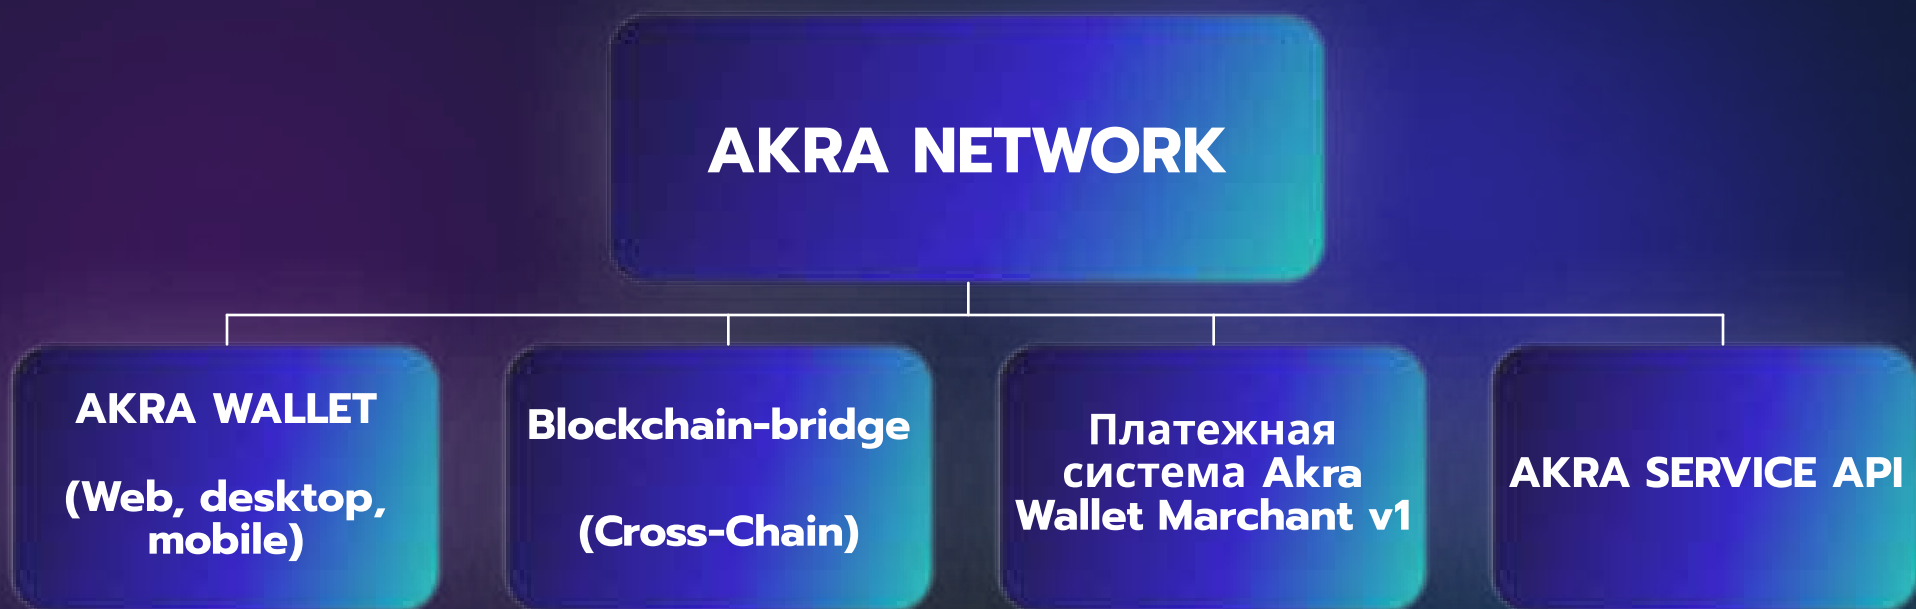 AKRA NETWORK
AKRA WALLET
(Web, desktop,
mobile)
Blockchain-bridge
(Cross-Chain)
Платежная
система Akra
Wallet Marchant v1
AKRA SERVICE API